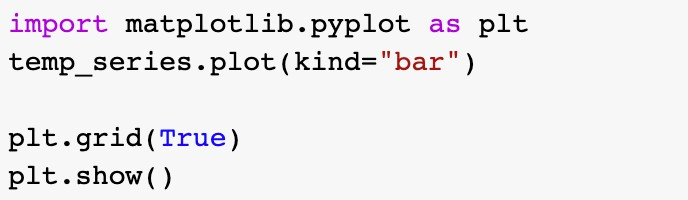 import matplotlib.pyplot as plt
temp_series.plot(kind="bar")
plt.grid(True)
plt.show()